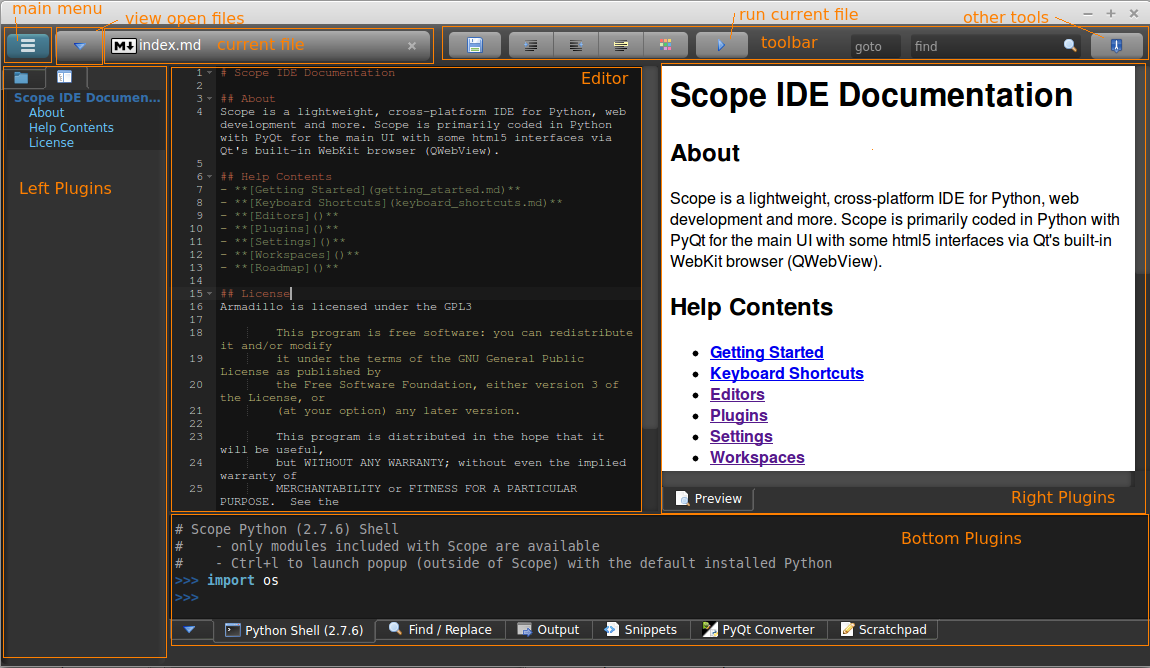 main menu
view open files
run current file
other tools
index.md
current file
toolbar
goto
find
Scope IDE Documen...
About
Help Contents
License
Left Plugins
Editor
1 # Scope IDE Documentation
2
3 ## About
4 Scope is a lightweight, cross-platform IDE for Python, web
development and more. Scope is primarily coded in Python
with PyQt for the main UI with some html5 interfaces via
Qt's built-in WebKit browser (QWebView).
5
6 ## Help Contents
7 - **[Getting Started](getting_started.md)**
8 - **[Keyboard Shortcuts](keyboard_shortcuts.md)**
9 - **[Editors]()**
10 - **[Plugins]()**
11 - **[Settings]()**
12 - **[Workspaces]()**
13 - **[Roadmap]()**
14
15 ## License
16 Armadillo is licensed under the GPL3
17
18 This program is free software: you can redistribute
it and/or modify
19 it under the terms of the GNU General Public
License as published by
20 the Free Software Foundation, either version 3 of
the License, or
21 (at your option) any later version.
22
23 This program is distributed in the hope that it
will be useful,
24 but WITHOUT ANY WARRANTY; without even the implied
warranty of
25 MERCHANTABILITY or FITNESS FOR A PARTICULAR
PURPOSE. See the
Scope IDE Documentation
About
Scope is a lightweight, cross-platform IDE for Python, web
development and more. Scope is primarily coded in Python with
PyQt for the main UI with some html5 interfaces via Qt's built-in
WebKit browser (QWebView).
Help Contents
• Getting Started
• Keyboard Shortcuts
• Editors
• Plugins
• Settings
• Workspaces
Preview
Right Plugins
# Scope Python (2.7.6) Shell
# - only modules included with Scope are available
# - Ctrl+l to launch popup (outside of Scope) with the default installed Python
>>> import os
>>>
Bottom Plugins
Python Shell (2.7.6)
Find / Replace
Output
Snippets
PyQt Converter
Scratchpad